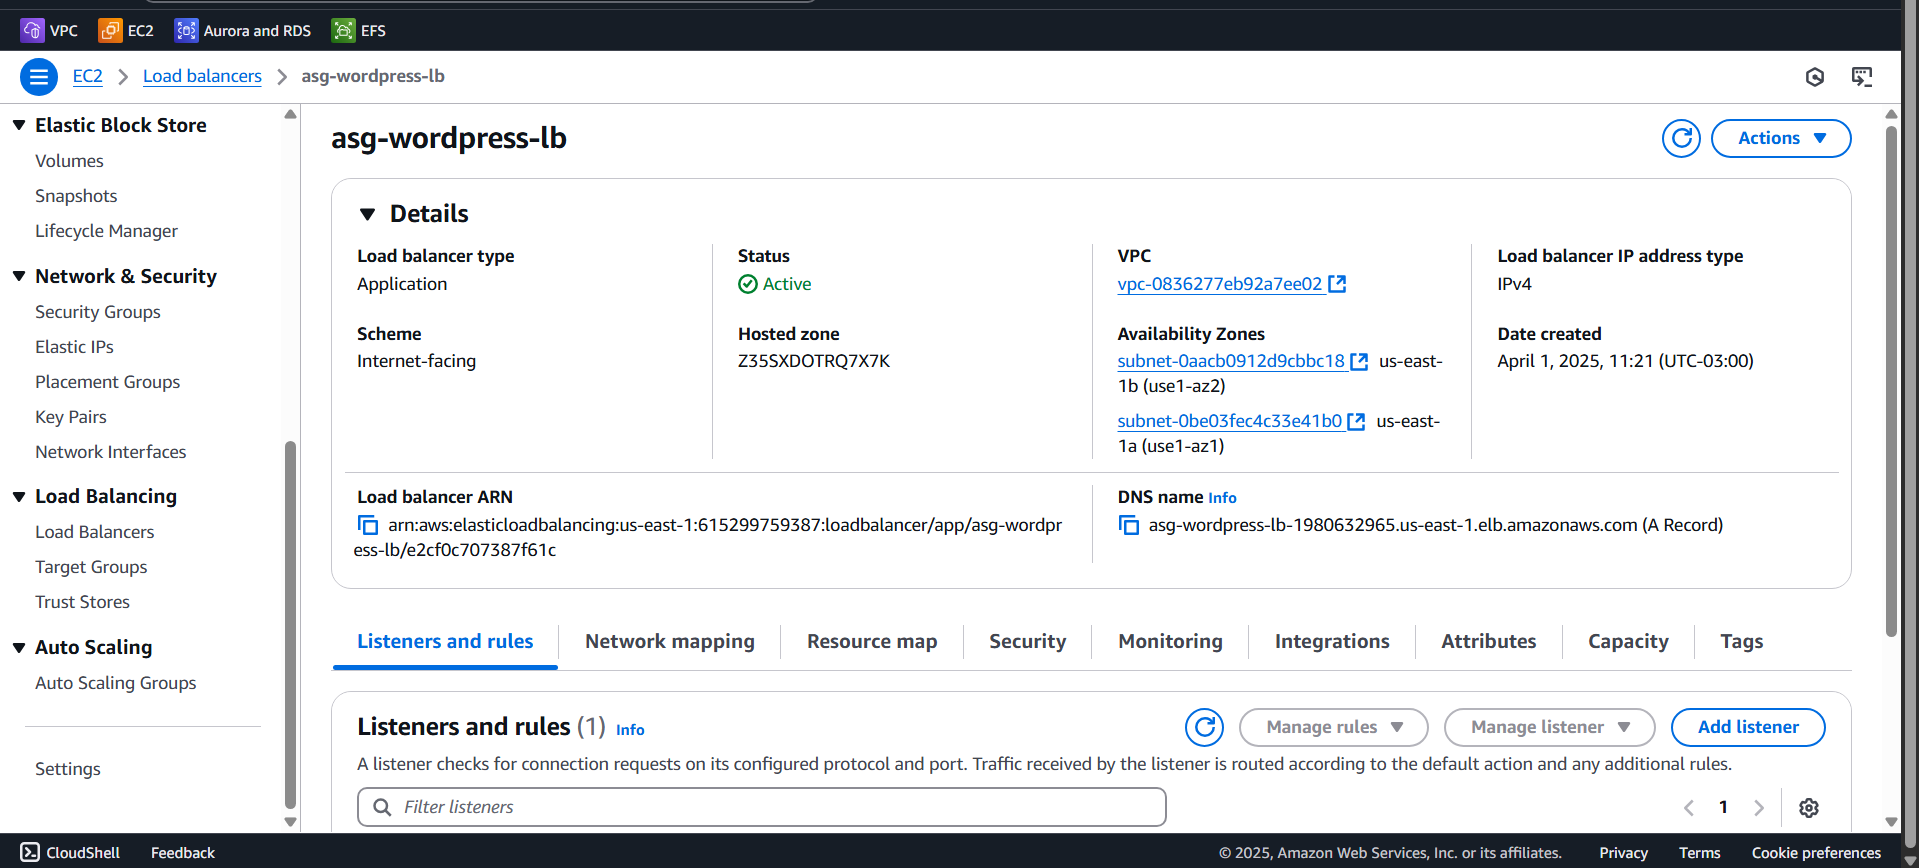 VPC EC2 Aurora and RDS EFS
EC2 Load balancers asg-wordpress-lb
Elastic Block Store
Volumes
Snapshots
Lifecycle Manager
Network & Security
Security Groups
Elastic IPs
Placement Groups
Key Pairs
Network Interfaces
Load Balancing
Load Balancers
Target Groups
Trust Stores
Auto Scaling
Auto Scaling Groups
Settings
asg-wordpress-lb
Actions
Details
Load balancer type
Application
Status
Active
VPC
vpc-0836277eb92a7ee02
Load balancer IP address type
IPv4
Scheme
Internet-facing
Hosted zone
Z35SXDOTRQ7X7K
Availability Zones
subnet-0aacb0912d9cbbc18 us-east-
1b (use1-az2)
subnet-0be03fec4c33e41b0 us-east-
1a (use1-az1)
Date created
April 1, 2025, 11:21 (UTC-03:00)
Load balancer ARN
arn:aws:elasticloadbalancing:us-east-1:615299759387:loadbalancer/app/asg-wordpr
ess-lb/e2cf0c707387f61c
DNS name Info
asg-wordpress-lb-1980632965.us-east-1.elb.amazonaws.com (A Record)
Listeners and rules Network mapping Resource map Security Monitoring Integrations Attributes Capacity Tags
Listeners and rules (1) Info
Manage rules Manage listener Add listener
A listener checks for connection requests on its configured protocol and port. Traffic received by the listener is routed according to the default action and any additional rules.
Filter listeners
1
CloudShell Feedback © 2025, Amazon Web Services, Inc. or its affiliates. Privacy Terms Cookie preferences